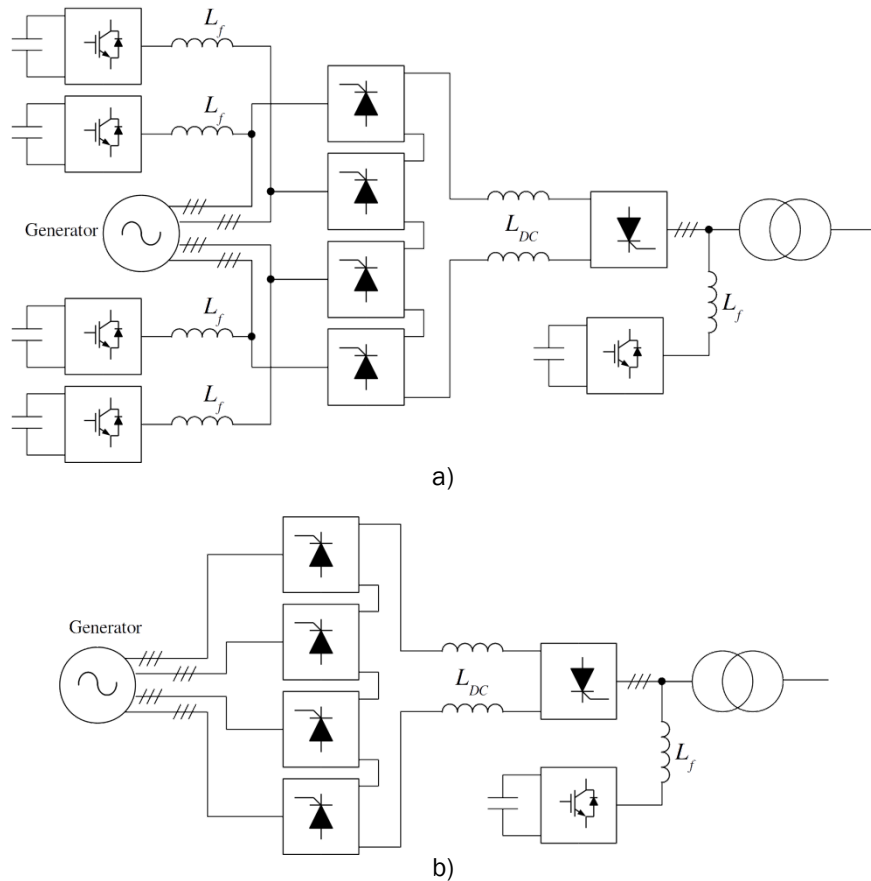 L_f
L_f
Generator
L_DC
L_f
L_f
L_f
a)
Generator
L_DC
L_f
b)